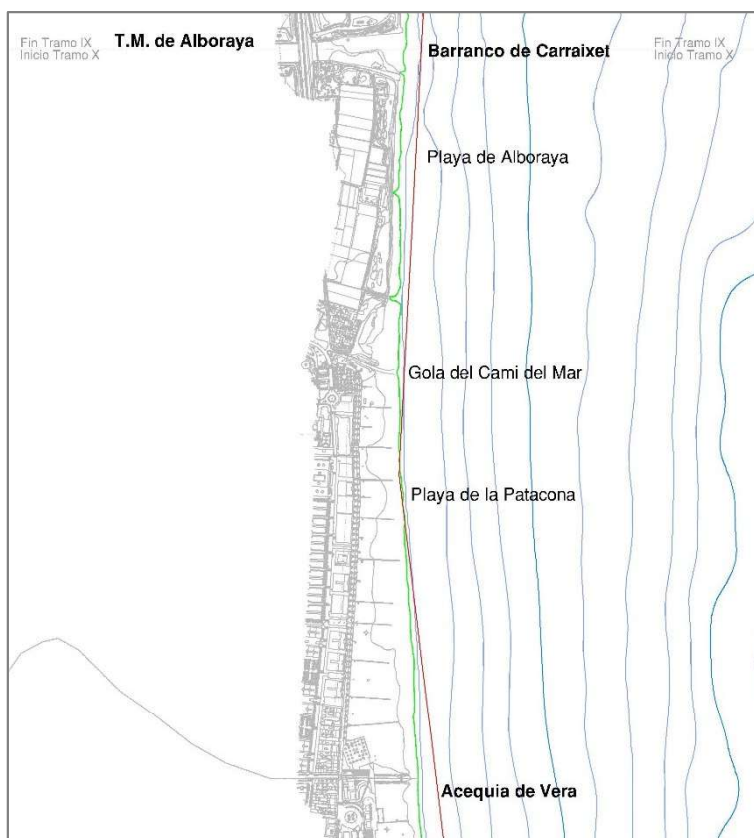 T.M. de Alboraya
Barranco de Carraixet
Fin Tramo IX
Inicio Tramo X
Fin Tramo IX
Inicio Tramo X
Playa de Alboraya
Gola del Cami del Mar
Playa de la Patacona
Acequia de Vera